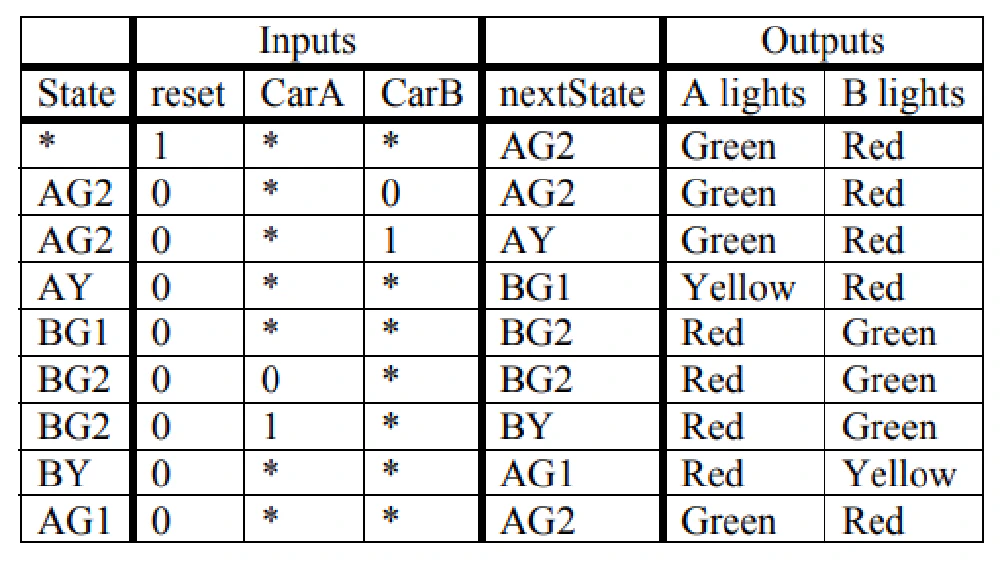 Inputs Outputs
State reset CarA CarB nextState A lights B lights
* 1 * * AG2 Green Red
AG2 0 * 0 AG2 Green Red
AG2 0 * 1 AY Green Red
AY 0 * * BG1 Yellow Red
BG1 0 * * BG2 Red Green
BG2 0 0 * BG2 Red Green
BG2 0 1 * BY Red Green
BY 0 * * AG1 Red Yellow
AG1 0 * * AG2 Green Red